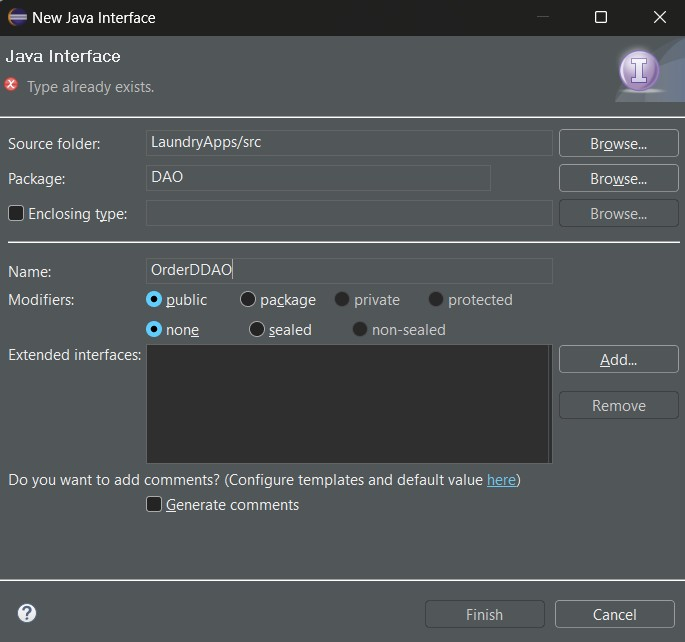 New Java Interface
Java Interface
Type already exists.
Source folder: LaundryApps/src Browse...
Package: DAO Browse...
Enclosing type: Browse...
Name: OrderDDAO
Modifiers: public package private protected
none sealed non-sealed
Extended interfaces: Add...
Remove
Do you want to add comments? (Configure templates and default value here)
Generate comments
? Finish Cancel